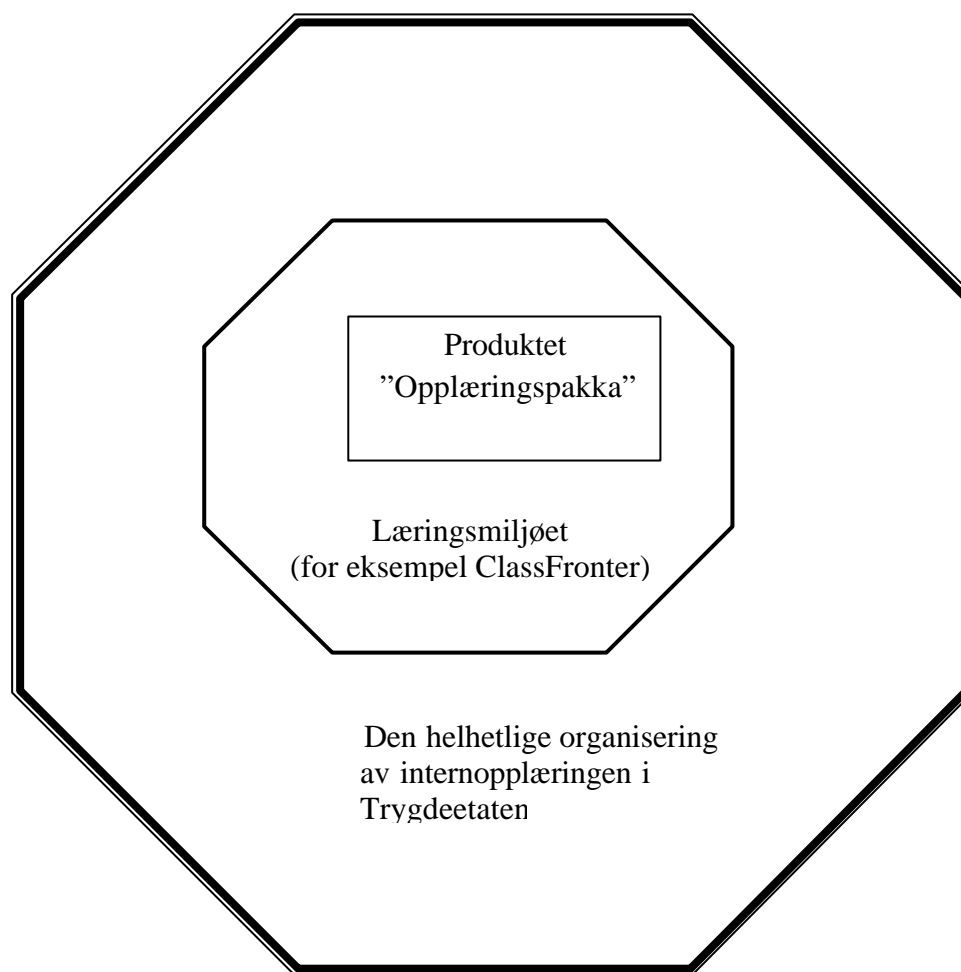 Produktet
”Opplæringspakka”
Læringsmiljøet
(for eksempel ClassFronter)
Den helhetlige organisering
av internopplæringen i
Trygdeetaten